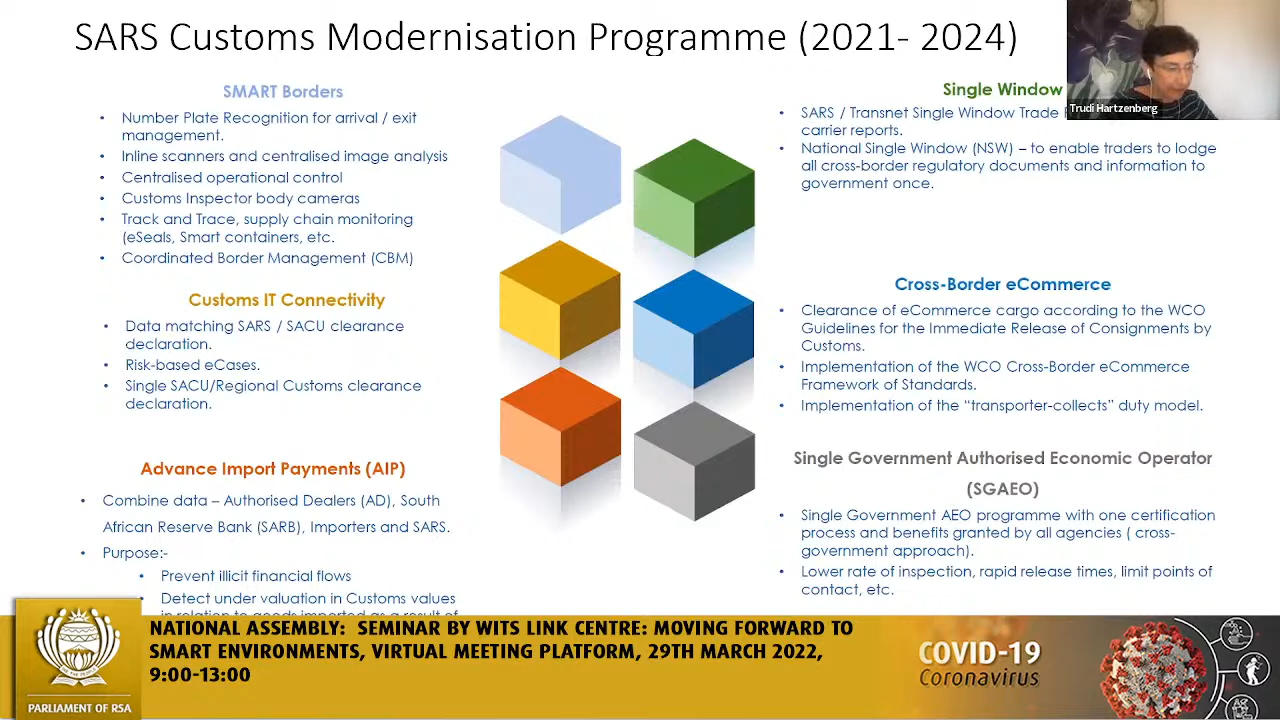 SARS Customs Modernisation Programme (2021- 2024)
Trudi Hartzenberg
SMART Borders
• Number Plate Recognition for arrival / exit
management.
• Inline scanners and centralised image analysis
• Centralised operational control
• Customs Inspector body cameras
• Track and Trace, supply chain monitoring
(eSeals, Smart containers, etc.
• Coordinated Border Management (CBM)
Customs IT Connectivity
• Data matching SARS / SACU clearance
declaration.
• Risk-based eCases.
• Single SACU/Regional Customs clearance
declaration.
Advance Import Payments (AIP)
• Combine data – Authorised Dealers (AD), South
African Reserve Bank (SARB), Importers and SARS.
• Purpose:-
• Prevent illicit financial flows
• Detect under valuation in Customs values
in relation to goods imported as a result of
Single Window
• SARS / Transnet Single Window Trade
carrier reports.
• National Single Window (NSW) – to enable traders to lodge
all cross-border regulatory documents and information to
government once.
Cross-Border eCommerce
• Clearance of eCommerce cargo according to the WCO
Guidelines for the Immediate Release of Consignments by
Customs.
• Implementation of the WCO Cross-Border eCommerce
Framework of Standards.
• Implementation of the “transporter-collects” duty model.
Single Government Authorised Economic Operator
(SGAEO)
• Single Government AEO programme with one certification
process and benefits granted by all agencies ( cross-
government approach).
• Lower rate of inspection, rapid release times, limit points of
contact, etc.
PARLIAMENT OF RSA
NATIONAL ASSEMBLY: SEMINAR BY WITS LINK CENTRE: MOVING FORWARD TO
SMART ENVIRONMENTS, VIRTUAL MEETING PLATFORM, 29TH MARCH 2022,
9:00-13:00
COVID-19
Coronavirus